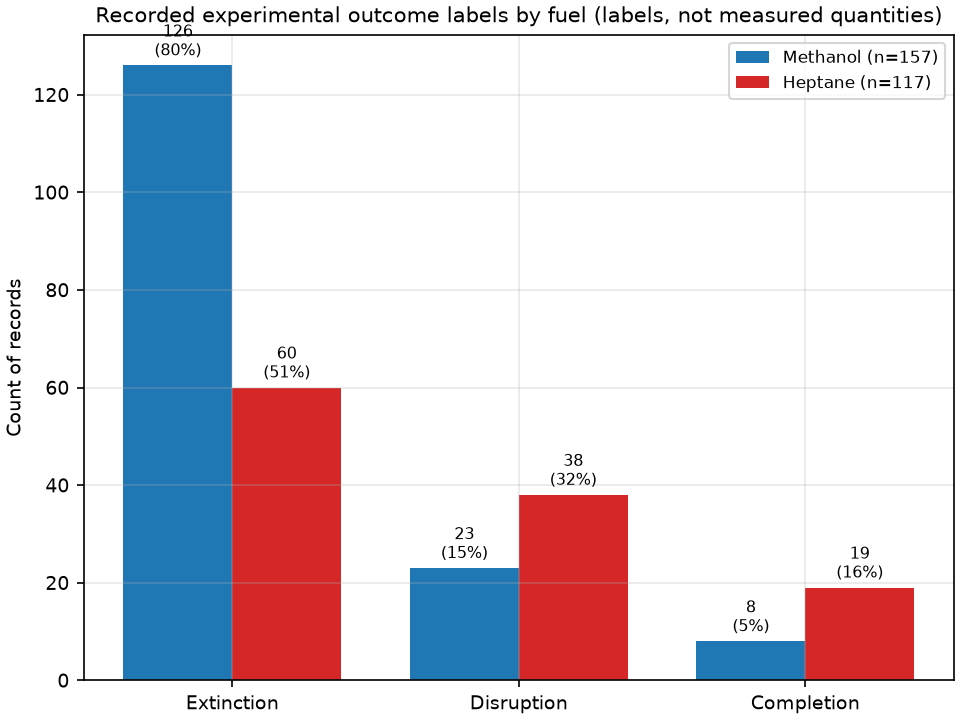 Recorded experimental outcome labels by fuel (labels, not measured quantities)
126
(80%)
Methanol (n=157)
Heptane (n=117)
120
100
80
60
40
20
0
Count of records
60
(51%)
38
(32%)
23
(15%)
19
(16%)
8
(5%)
Extinction
Disruption
Completion